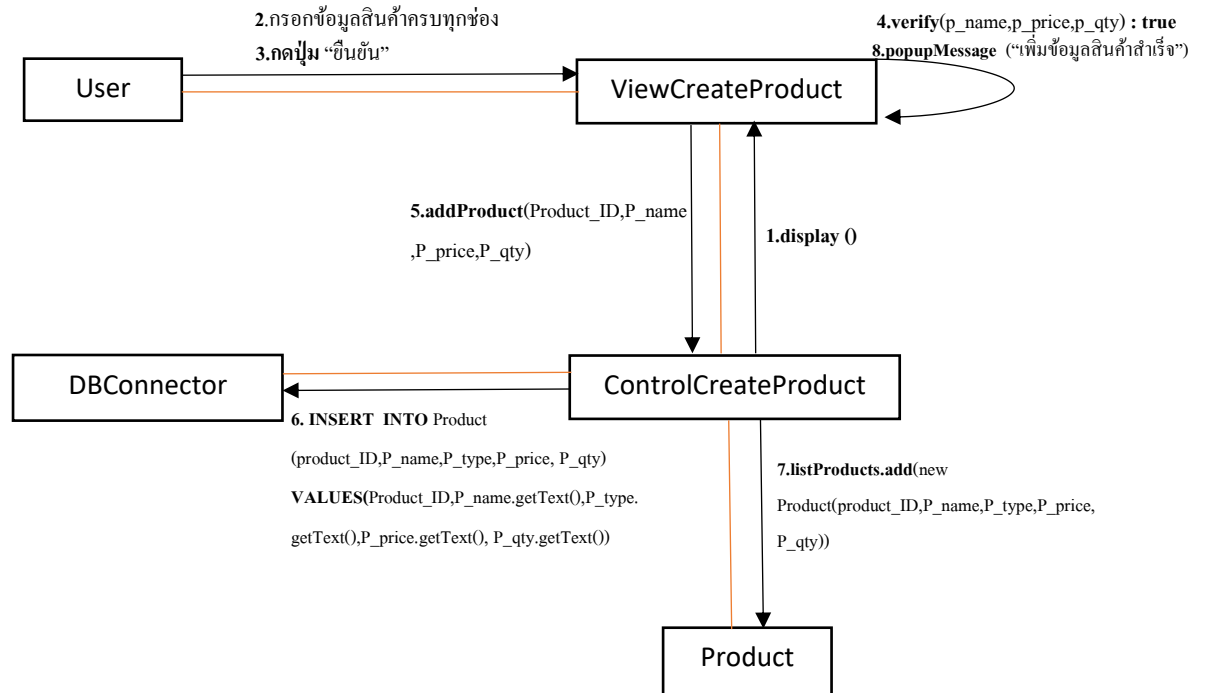 2.กรอกข้อมูลสินค้าครบทุกช่อง
3.กดปุ่ม “ยืนยัน”
4.verify(p_name,p_price,p_qty) : true
8.popupMessage (“เพิ่มข้อมูลสินค้าสำเร็จ”)
User
ViewCreateProduct
5.addProduct(Product_ID,P_name
,P_price,P_qty)
1.display ()
DBConnector
ControlCreateProduct
6. INSERT INTO Product
(product_ID,P_name,P_type,P_price, P_qty)
VALUES(Product_ID,P_name.getText(),P_type.
getText(),P_price.getText(), P_qty.getText())
7.listProducts.add(new
Product(product_ID,P_name,P_type,P_price,
P_qty))
Product